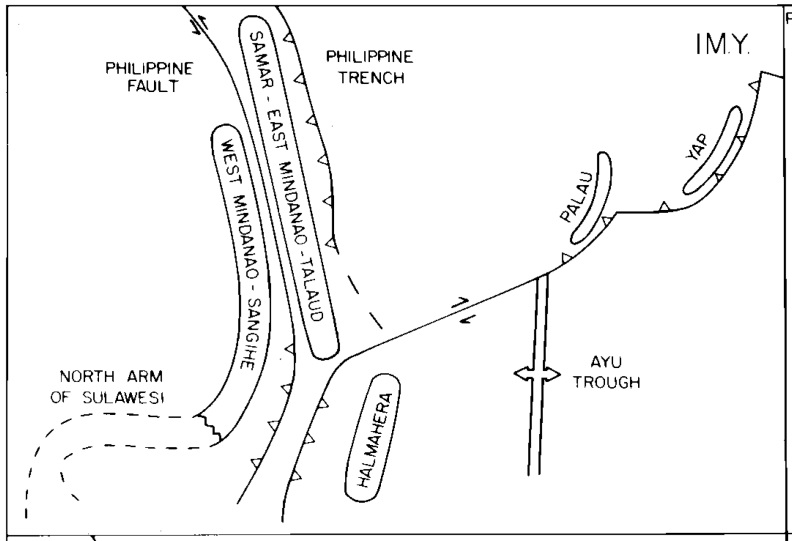 IM.Y.
PHILIPPINE
FAULT
PHILIPPINE
TRENCH
SAMAR - EAST MINDANAO - TALAUD
WEST MINDANAO - SANGIHE
YAP
PALAU
NORTH ARM
OF SULAWESI
HALMAHERA
AYU
TROUGH